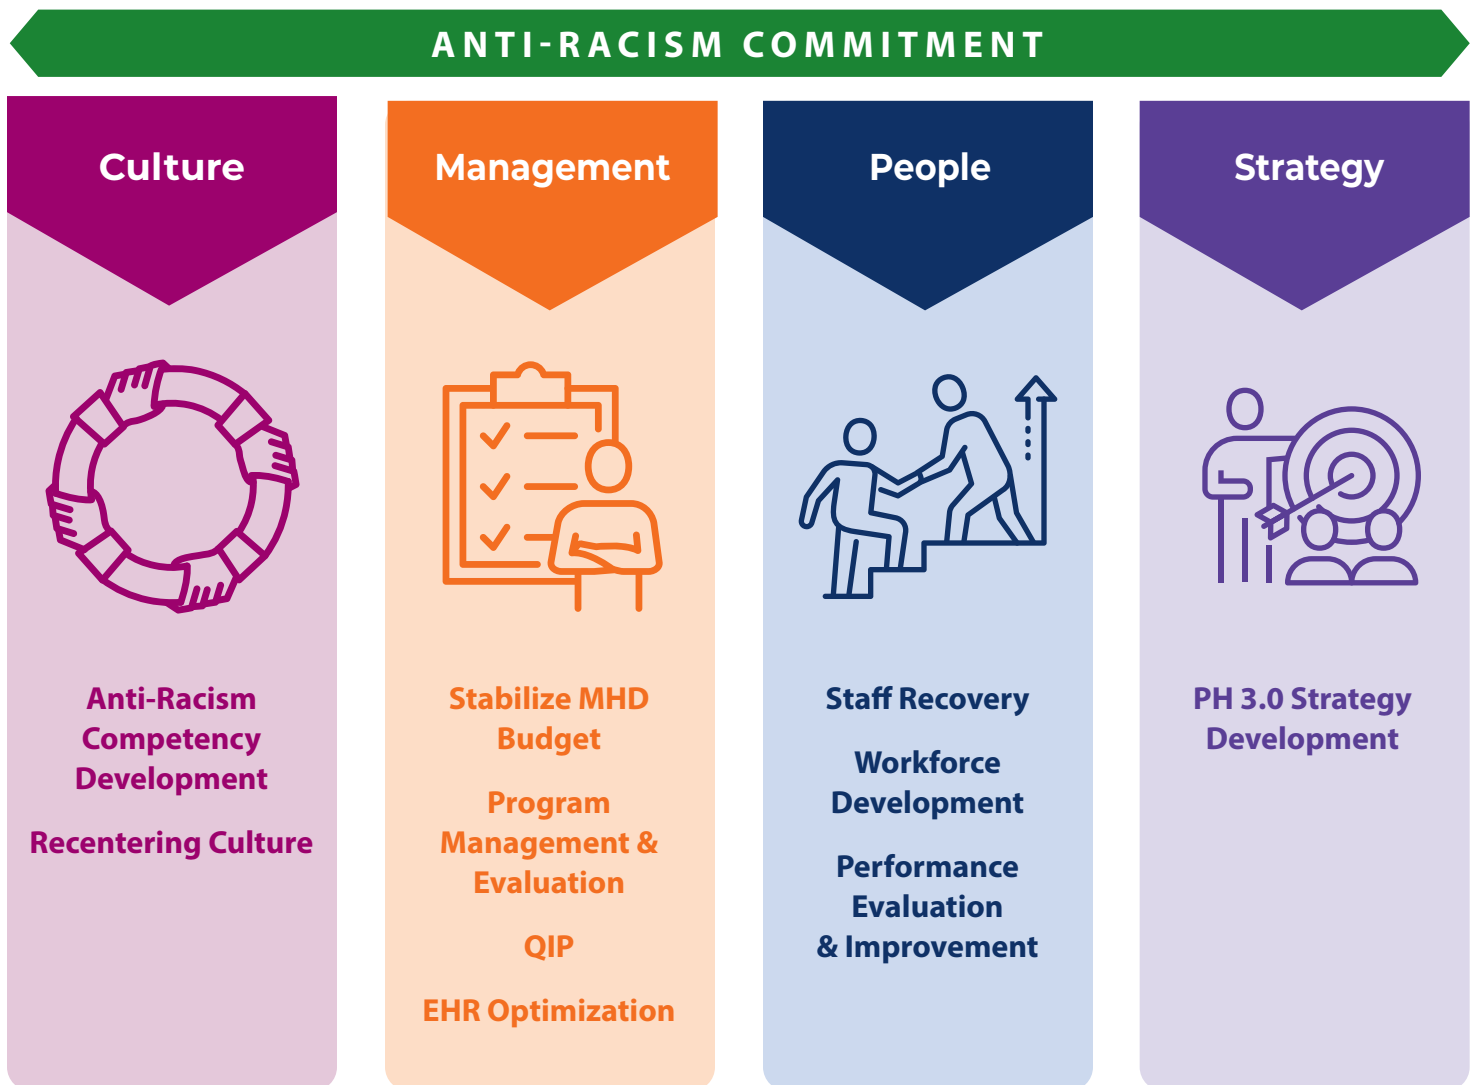 ANTI-RACISM COMMITMENT
Culture
Anti-Racism
Competency
Development
Recentering Culture
Management
Stabilize MHD
Budget
Program
Management &
Evaluation
QIP
EHR Optimization
People
Staff Recovery
Workforce
Development
Performance
Evaluation
& Improvement
Strategy
PH 3.0 Strategy
Development